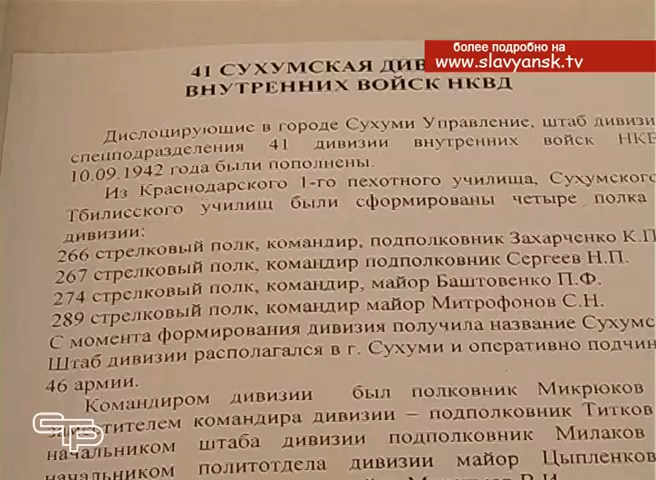 более подробно на
www.slavyansk.tv
41 СУХУМСКАЯ
ВНУТРЕННИХ ВОЙСК НКВД
Дислоцирующие в городе Сухуми Управление, штаб дивизи
спецподразделения 41 дивизии внутренних войск НКВ
10.09.1942 года были пополнены.
Из Краснодарского 1-го пехотного училища, Сухумского
Тбилисского училищ были сформированы четыре полка
дивизии:
266 стрелковый полк, командир, подполковник Захарченко К.П
267 стрелковый полк, командир подполковник Сергеев Н.П.
274 стрелковый полк, командир, майор Баштовенко П.Ф.
289 стрелковый полк, командир майор Митрофонов С.Н.
С момента формирования дивизия получила название Сухумс
Штаб дивизии располагался в г. Сухуми и оперативно подчин
46 армии.
Командиром дивизии был полковник Микрюков
заместителем командира дивизии – подполковник Титков
начальником штаба дивизии подполковник Милаков
начальником политотдела дивизии майор Цыпленков